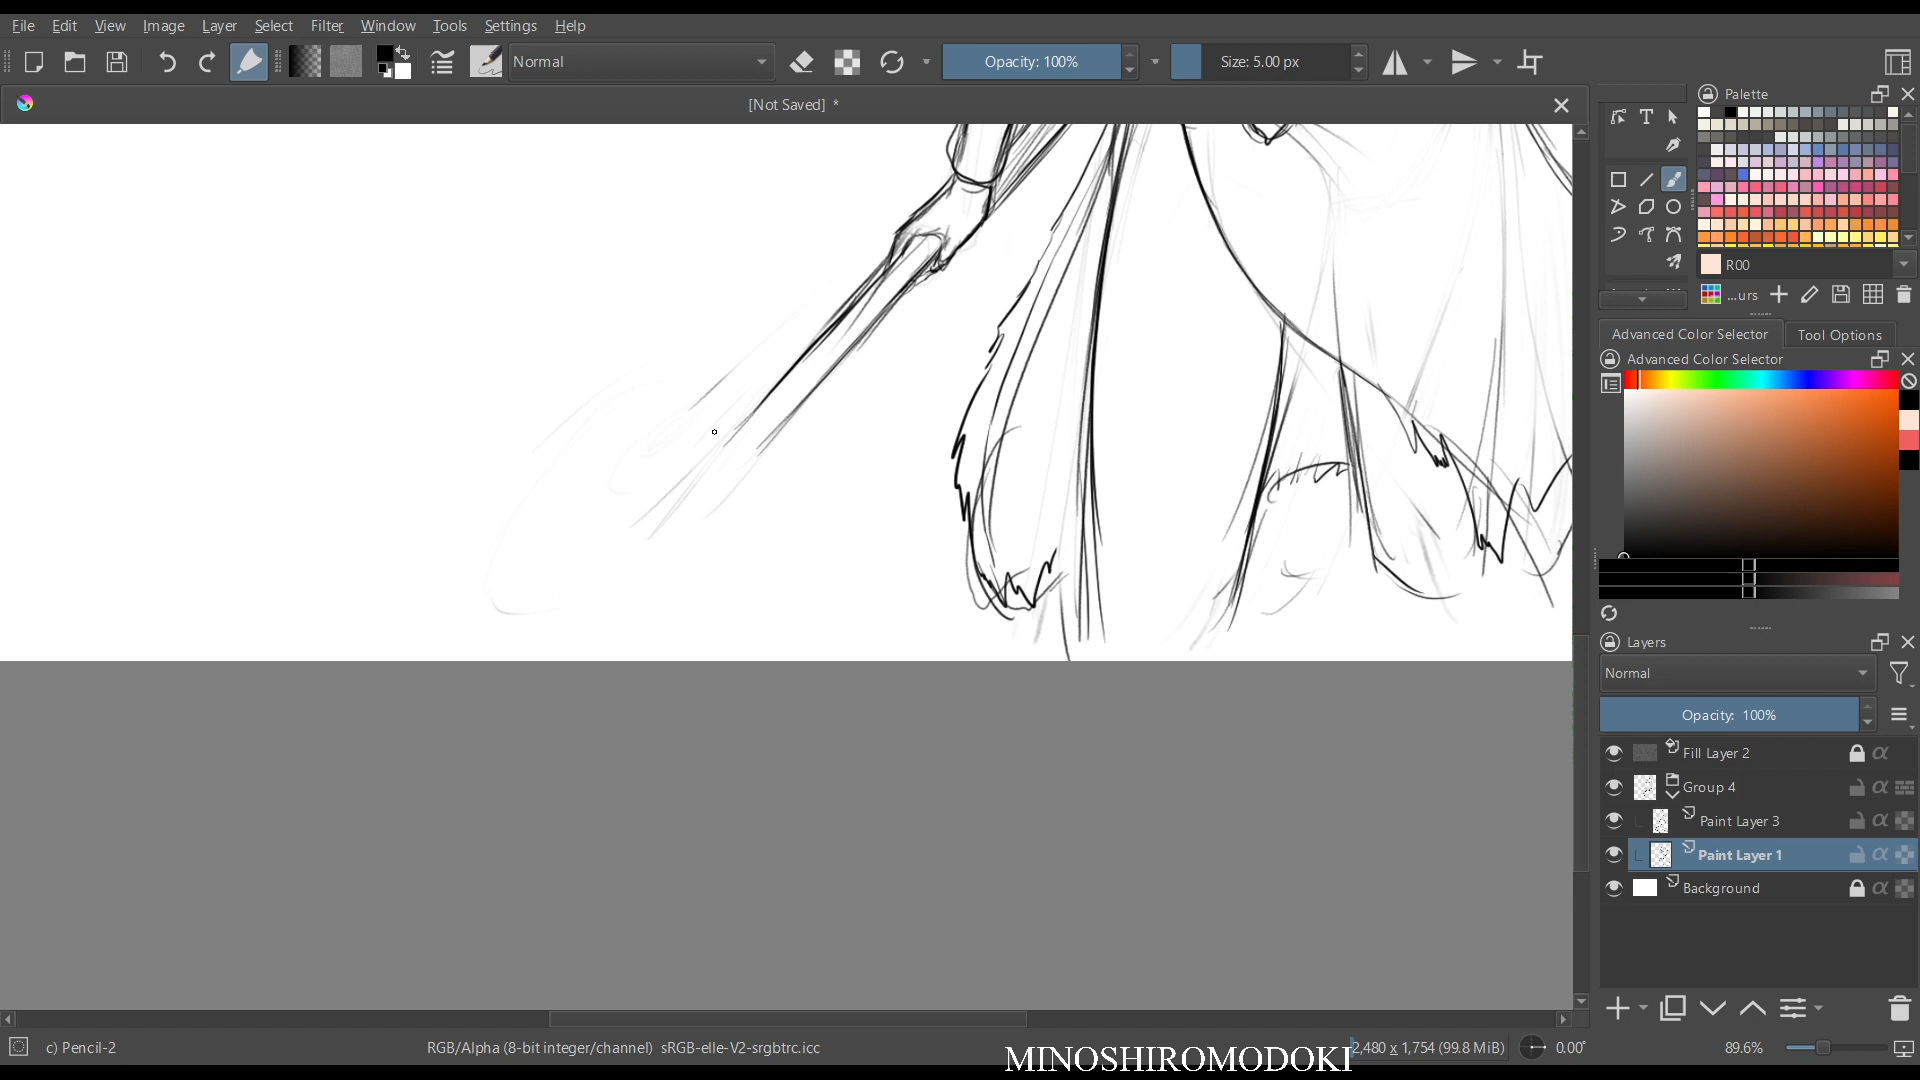 File Edit View Image Layer Select Filter Window Tools Settings Help
Normal
Opacity: 100%
Size: 5.00 px
[Not Saved] *
Palette
R00
...urs
Advanced Color Selector
Tool Options
Advanced Color Selector
Layers
Normal
Opacity: 100%
Fill Layer 2
Group 4
Paint Layer 3
Paint Layer 1
Background
c) Pencil-2
RGB/Alpha (8-bit integer/channel) sRGB-elle-V2-srgbtrc.icc
MINOSHIROMODOKI
2,480 x 1,754 (99.8 MiB)
0.00°
89.6%